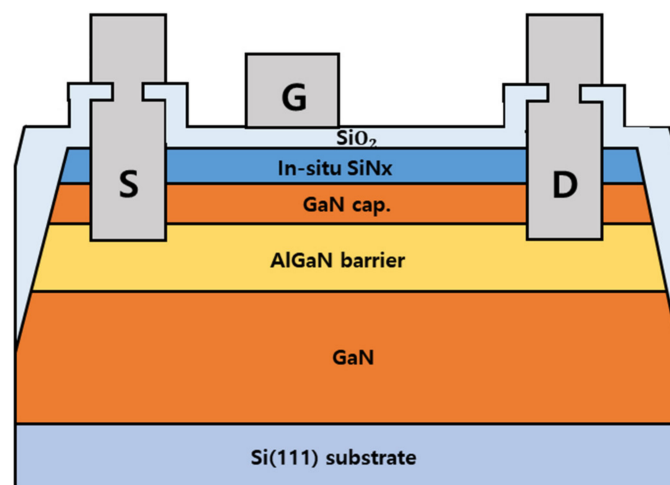 G
SiO₂
In-situ SiNx
S
D
GaN cap.
AlGaN barrier
GaN
Si(111) substrate